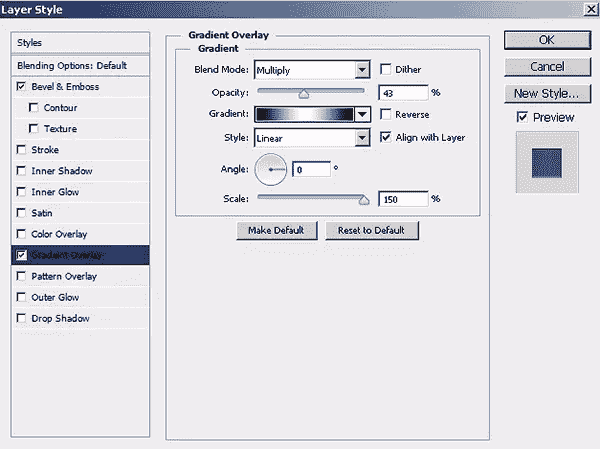 Layer Style
Styles
Blending Options: Default
Bevel & Emboss
Contour
Texture
Stroke
Inner Shadow
Inner Glow
Satin
Color Overlay
Gradient Overlay
Pattern Overlay
Outer Glow
Drop Shadow
Gradient Overlay
Gradient
Blend Mode: Multiply Dither
Opacity: 43 %
Gradient: Reverse
Style: Linear Align with Layer
Angle: 0 °
Scale: 150 %
Make Default Reset to Default
OK
Cancel
New Style...
Preview